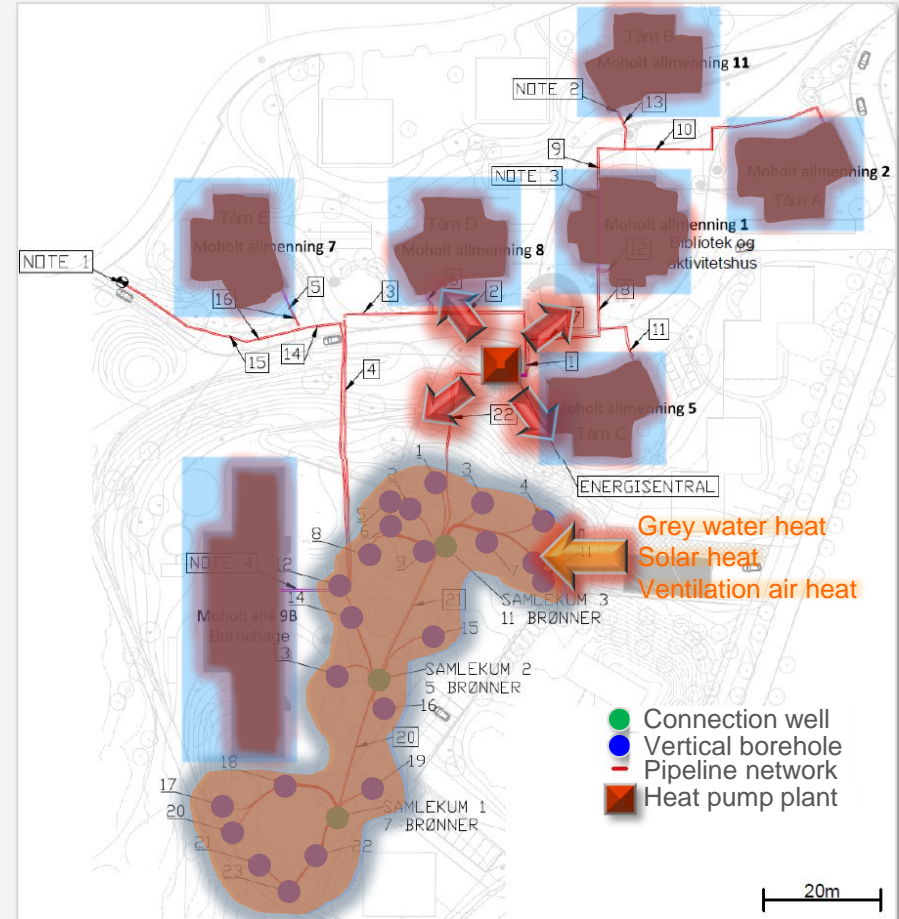 Tårn B
Moholt allmenning 11
NOTE 2
13
10
9
NOTE 3
Moholt allmenning 2
Tårn A
Tårn E
Moholt allmenning 7
Tårn D
Moholt allmenning 8
Moholt allmenning 1
Bibliotek og
aktivitetshus
12
NOTE 1
16
5
3
6
2
7
8
15
14
4
1
11
22
Moholt allmenning 5
Tårn C
ENERGISENTRAL
1
2
3
4
5
6
8
9
7
11
Grey water heat
Solar heat
Ventilation air heat
NOTE 4
12
14
Moholt allé 9B
Barnehage
13
21
SAMLEKUM 3
11 BRØNNER
15
SAMLEKUM 2
5 BRØNNER
16
20
18
19
17
20
SAMLEKUM 1
7 BRØNNER
21
22
23
Connection well
Vertical borehole
Pipeline network
Heat pump plant
20m